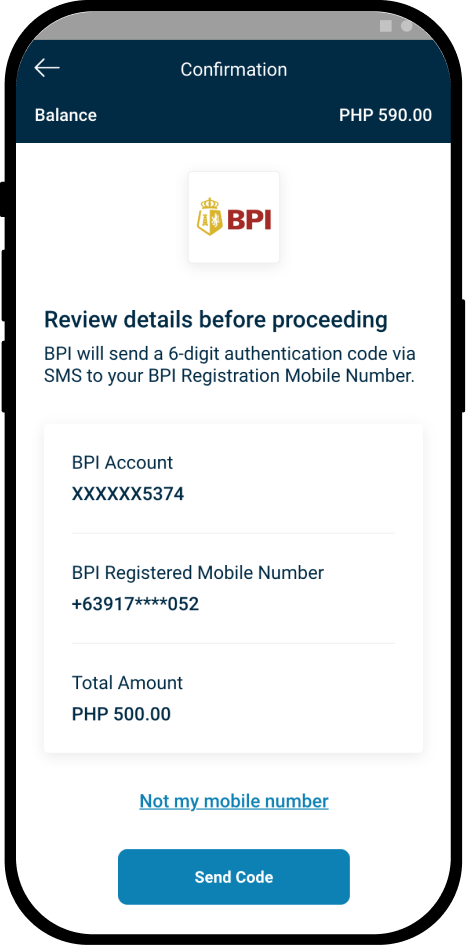 Confirmation
Balance PHP 590.00
BPI
Review details before proceeding
BPI will send a 6-digit authentication code via
SMS to your BPI Registration Mobile Number.
BPI Account
XXXXXX5374
BPI Registered Mobile Number
+63917****052
Total Amount
PHP 500.00
Not my mobile number
Send Code